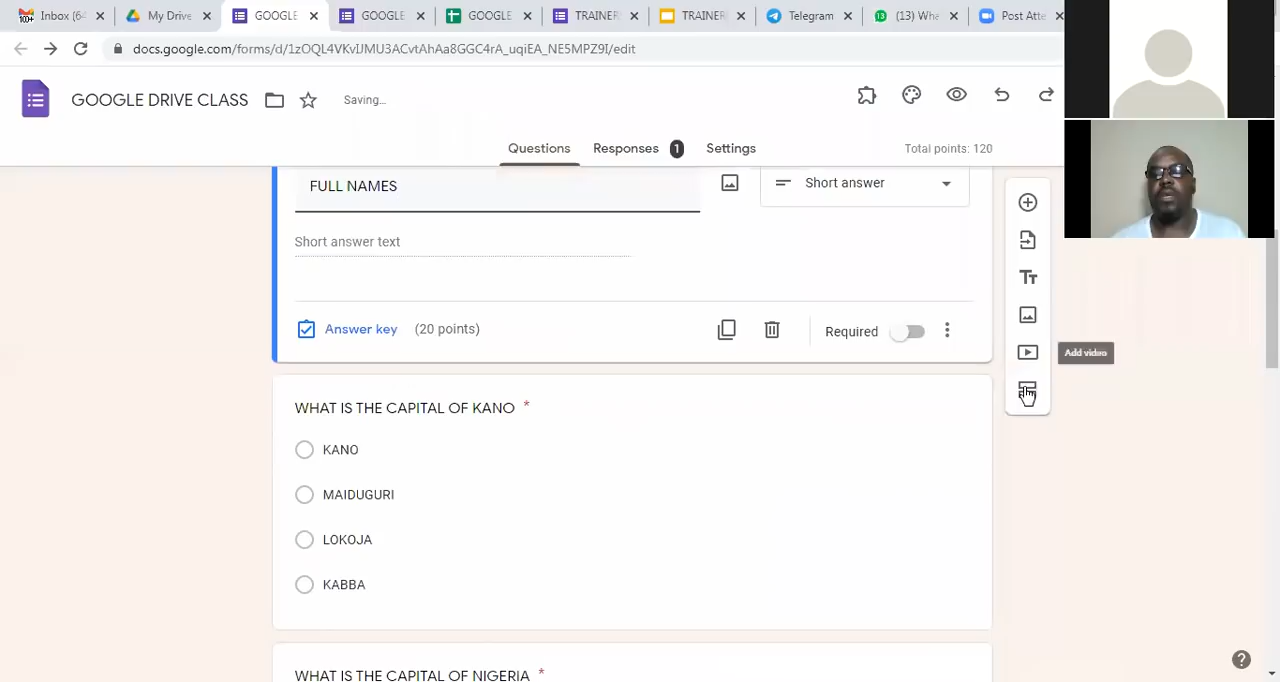 100+ Inbox (64
My Drive
GOOGLE
GOOGLE
GOOGLE
TRAINER
TRAINER
Telegram
(13) Wha
Post Atte
docs.google.com/forms/d/1zOQL4VKvIJMU3ACvtAhAa8GGC4rA_uqiEA_NE5MPZ9I/edit
GOOGLE DRIVE CLASS
Saving...
Questions
Responses 1
Settings
Total points: 120
FULL NAMES
Short answer
Short answer text
Answer key (20 points)
Required
Add video
WHAT IS THE CAPITAL OF KANO *
KANO
MAIDUGURI
LOKOJA
KABBA
WHAT IS THE CAPITAL OF NIGERIA *